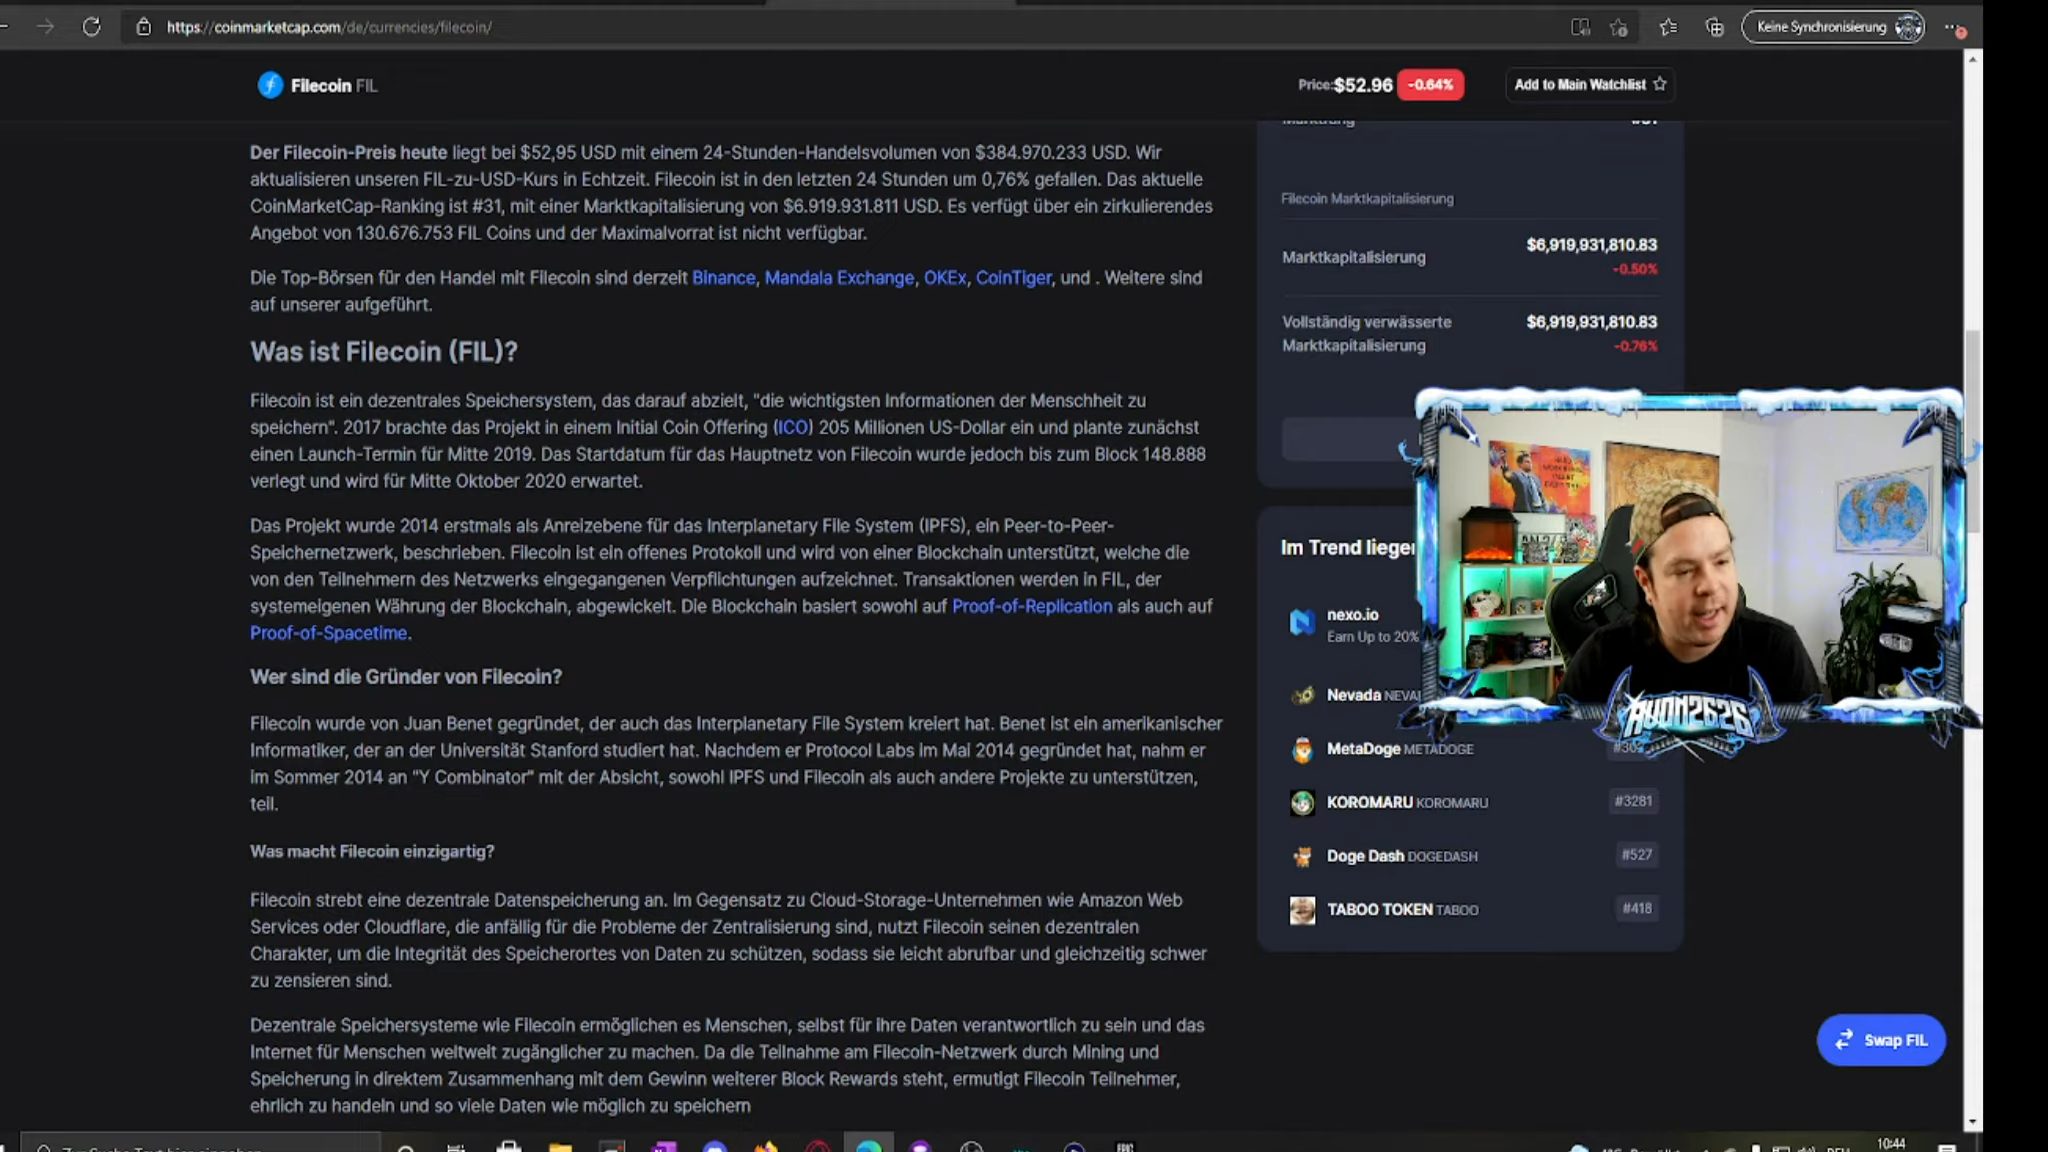 https://coinmarketcap.com/de/currencies/filecoin/
Keine Synchronisierung
Filecoin FIL
Price:$52.96 -0.64%
Add to Main Watchlist
Der Filecoin-Preis heute liegt bei $52,95 USD mit einem 24-Stunden-Handelsvolumen von $384.970.233 USD. Wir
aktualisieren unseren FIL-zu-USD-Kurs in Echtzeit. Filecoin ist in den letzten 24 Stunden um 0,76% gefallen. Das aktuelle
CoinMarketCap-Ranking ist #31, mit einer Marktkapitalisierung von $6.919.931.811 USD. Es verfügt über ein zirkulierendes
Angebot von 130.676.753 FIL Coins und der Maximalvorrat ist nicht verfügbar.
Die Top-Börsen für den Handel mit Filecoin sind derzeit Binance, Mandala Exchange, OKEx, CoinTiger, und . Weitere sind
auf unserer aufgeführt.
Was ist Filecoin (FIL)?
Filecoin ist ein dezentrales Speichersystem, das darauf abzielt, "die wichtigsten Informationen der Menschheit zu
speichern". 2017 brachte das Projekt in einem Initial Coin Offering (ICO) 205 Millionen US-Dollar ein und plante zunächst
einen Launch-Termin für Mitte 2019. Das Startdatum für das Hauptnetz von Filecoin wurde jedoch bis zum Block 148.888
verlegt und wird für Mitte Oktober 2020 erwartet.
Das Projekt wurde 2014 erstmals als Anreizebene für das Interplanetary File System (IPFS), ein Peer-to-Peer-
Speichernetzwerk, beschrieben. Filecoin ist ein offenes Protokoll und wird von einer Blockchain unterstützt, welche die
von den Teilnehmern des Netzwerks eingegangenen Verpflichtungen aufzeichnet. Transaktionen werden in FIL, der
systemeigenen Währung der Blockchain, abgewickelt. Die Blockchain basiert sowohl auf Proof-of-Replication als auch auf
Proof-of-Spacetime.
Wer sind die Gründer von Filecoin?
Filecoin wurde von Juan Benet gegründet, der auch das Interplanetary File System kreiert hat. Benet ist ein amerikanischer
Informatiker, der an der Universität Stanford studiert hat. Nachdem er Protocol Labs im Mai 2014 gegründet hat, nahm er
im Sommer 2014 an "Y Combinator" mit der Absicht, sowohl IPFS und Filecoin als auch andere Projekte zu unterstützen,
teil.
Was macht Filecoin einzigartig?
Filecoin strebt eine dezentrale Datenspeicherung an. Im Gegensatz zu Cloud-Storage-Unternehmen wie Amazon Web
Services oder Cloudflare, die anfällig für die Probleme der Zentralisierung sind, nutzt Filecoin seinen dezentralen
Charakter, um die Integrität des Speicherortes von Daten zu schützen, sodass sie leicht abrufbar und gleichzeitig schwer
zu zensieren sind.
Dezentrale Speichersysteme wie Filecoin ermöglichen es Menschen, selbst für ihre Daten verantwortlich zu sein und das
Internet für Menschen weltweit zugänglicher zu machen. Da die Teilnahme am Filecoin-Netzwerk durch Mining und
Speicherung in direktem Zusammenhang mit dem Gewinn weiterer Block Rewards steht, ermutigt Filecoin Teilnehmer,
ehrlich zu handeln und so viele Daten wie möglich zu speichern
Filecoin Marktkapitalisierung
Marktkapitalisierung
$6,919,931,810.83
-0.50%
Vollständig verwässerte
Marktkapitalisierung
$6,919,931,810.83
-0.76%
Im Trend liegen
nexo.io
Earn Up to 20%
Nevada
MetaDoge METADOGE
KOROMARU KOROMARU
#3281
Doge Dash DOGEDASH
#527
TABOO TOKEN TABOO
#418
AYON2626
Swap FIL
10:44